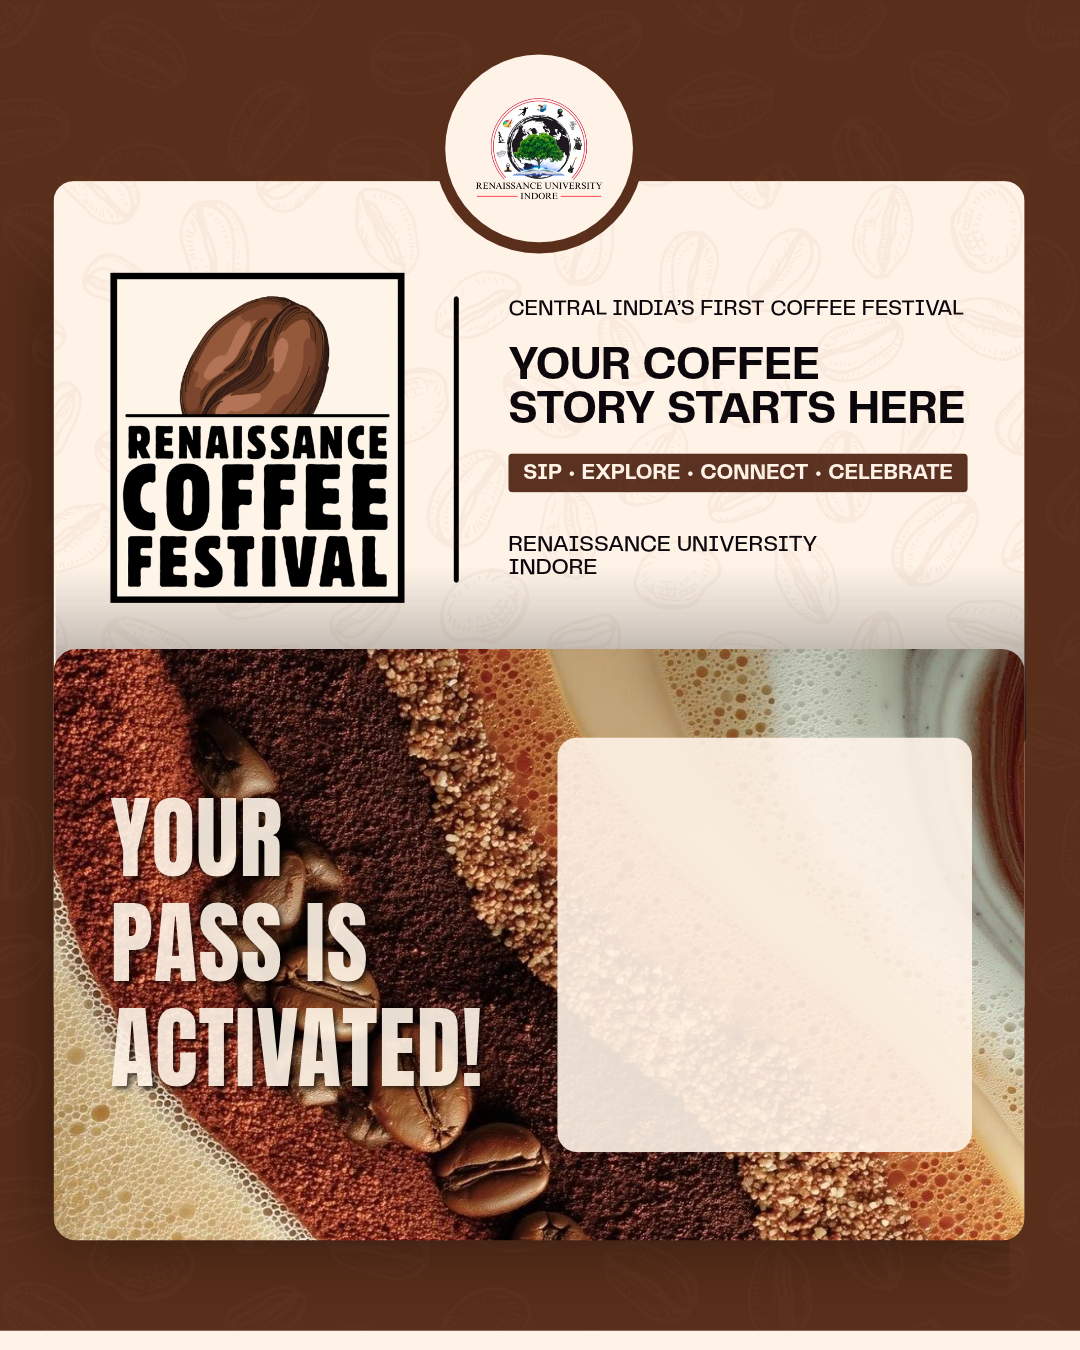 RENAISSANCE UNIVERSITY
INDORE
RENAISSANCE
COFFEE
FESTIVAL
CENTRAL INDIA’S FIRST COFFEE FESTIVAL
YOUR COFFEE
STORY STARTS HERE
SIP • EXPLORE • CONNECT • CELEBRATE
RENAISSANCE UNIVERSITY
INDORE
YOUR
PASS IS
ACTIVATED!